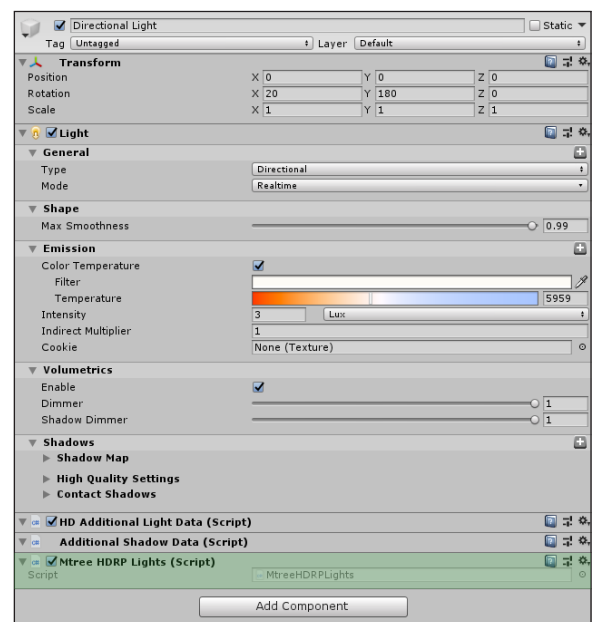 Directional Light Static
Tag Untagged Layer Default
Transform
Position X 0 Y 0 Z 0
Rotation X 20 Y 180 Z 0
Scale X 1 Y 1 Z 1
Light
General
Type Directional
Mode Realtime
Shape
Max Smoothness 0.99
Emission
Color Temperature
Filter
Temperature 5959
Intensity 3 Lux
Indirect Multiplier 1
Cookie None (Texture)
Volumetrics
Enable
Dimmer 1
Shadow Dimmer 1
Shadows
Shadow Map
High Quality Settings
Contact Shadows
HD Additional Light Data (Script)
Additional Shadow Data (Script)
Mtree HDRP Lights (Script)
Script MtreeHDRPLights
Add Component